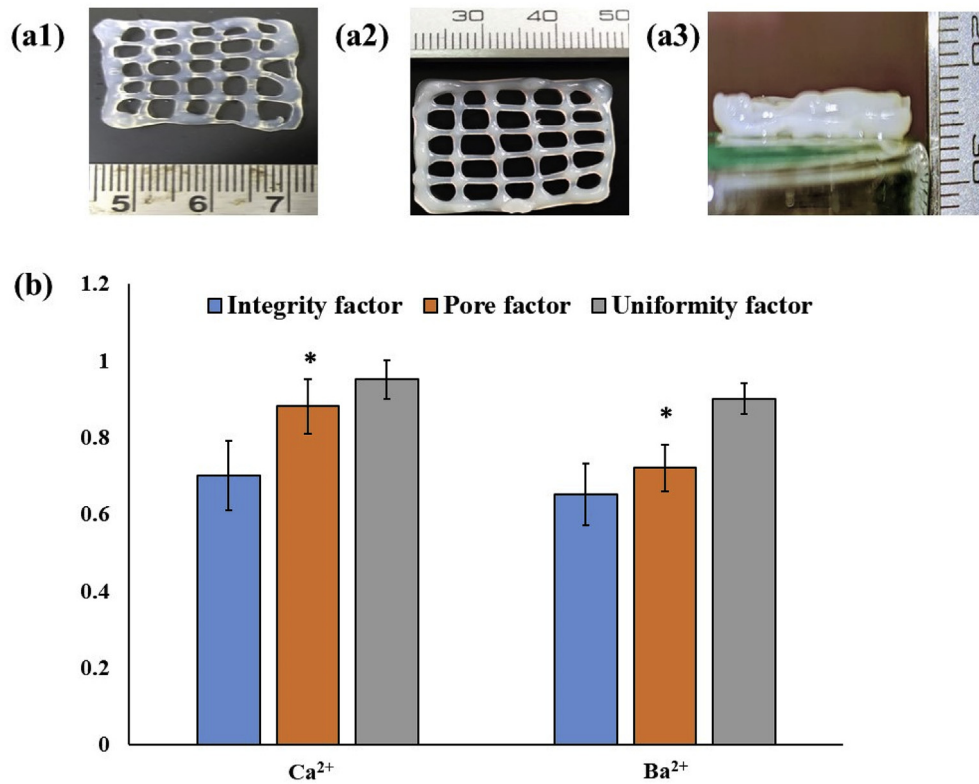 (a1)
(a2)
(a3)
5 6 7
30 40 50
(b)
Integrity factor Pore factor Uniformity factor
1.2
1
0.8
0.6
0.4
0.2
0
*
*
Ca²⁺
Ba²⁺